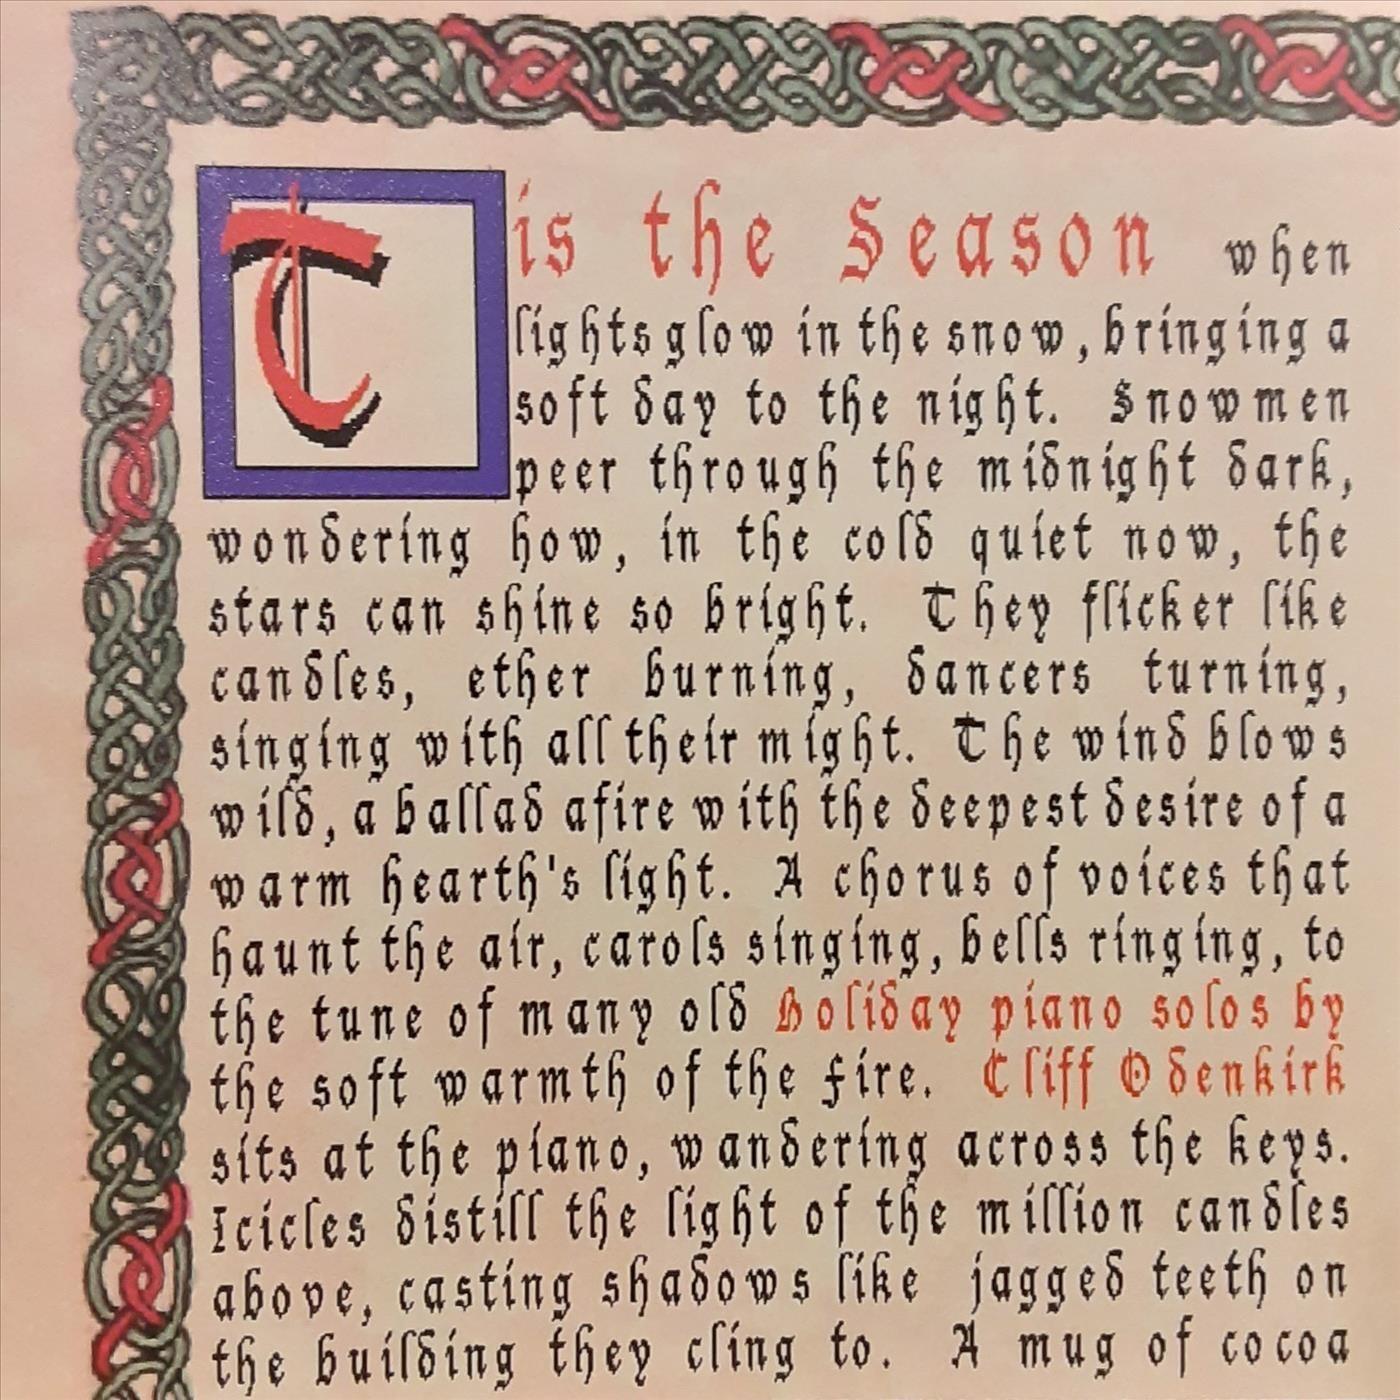 Tis the Season when
lights glow in the snow, bringing a
soft day to the night. Snowmen
peer through the midnight dark,
wondering how, in the cold quiet now, the
stars can shine so bright. They flicker like
candles, ether burning, dancers turning,
singing with all their might. The wind blows
wild, a ballad afire with the deepest desire of a
warm hearth's light. A chorus of voices that
haunt the air, carols singing, bells ringing, to
the tune of many old Holiday piano solos by
the soft warmth of the Fire. Cliff Odenkirk
sits at the piano, wandering across the keys.
Icicles distill the light of the million candles
above, casting shadows like jagged teeth on
the building they cling to. A mug of cocoa